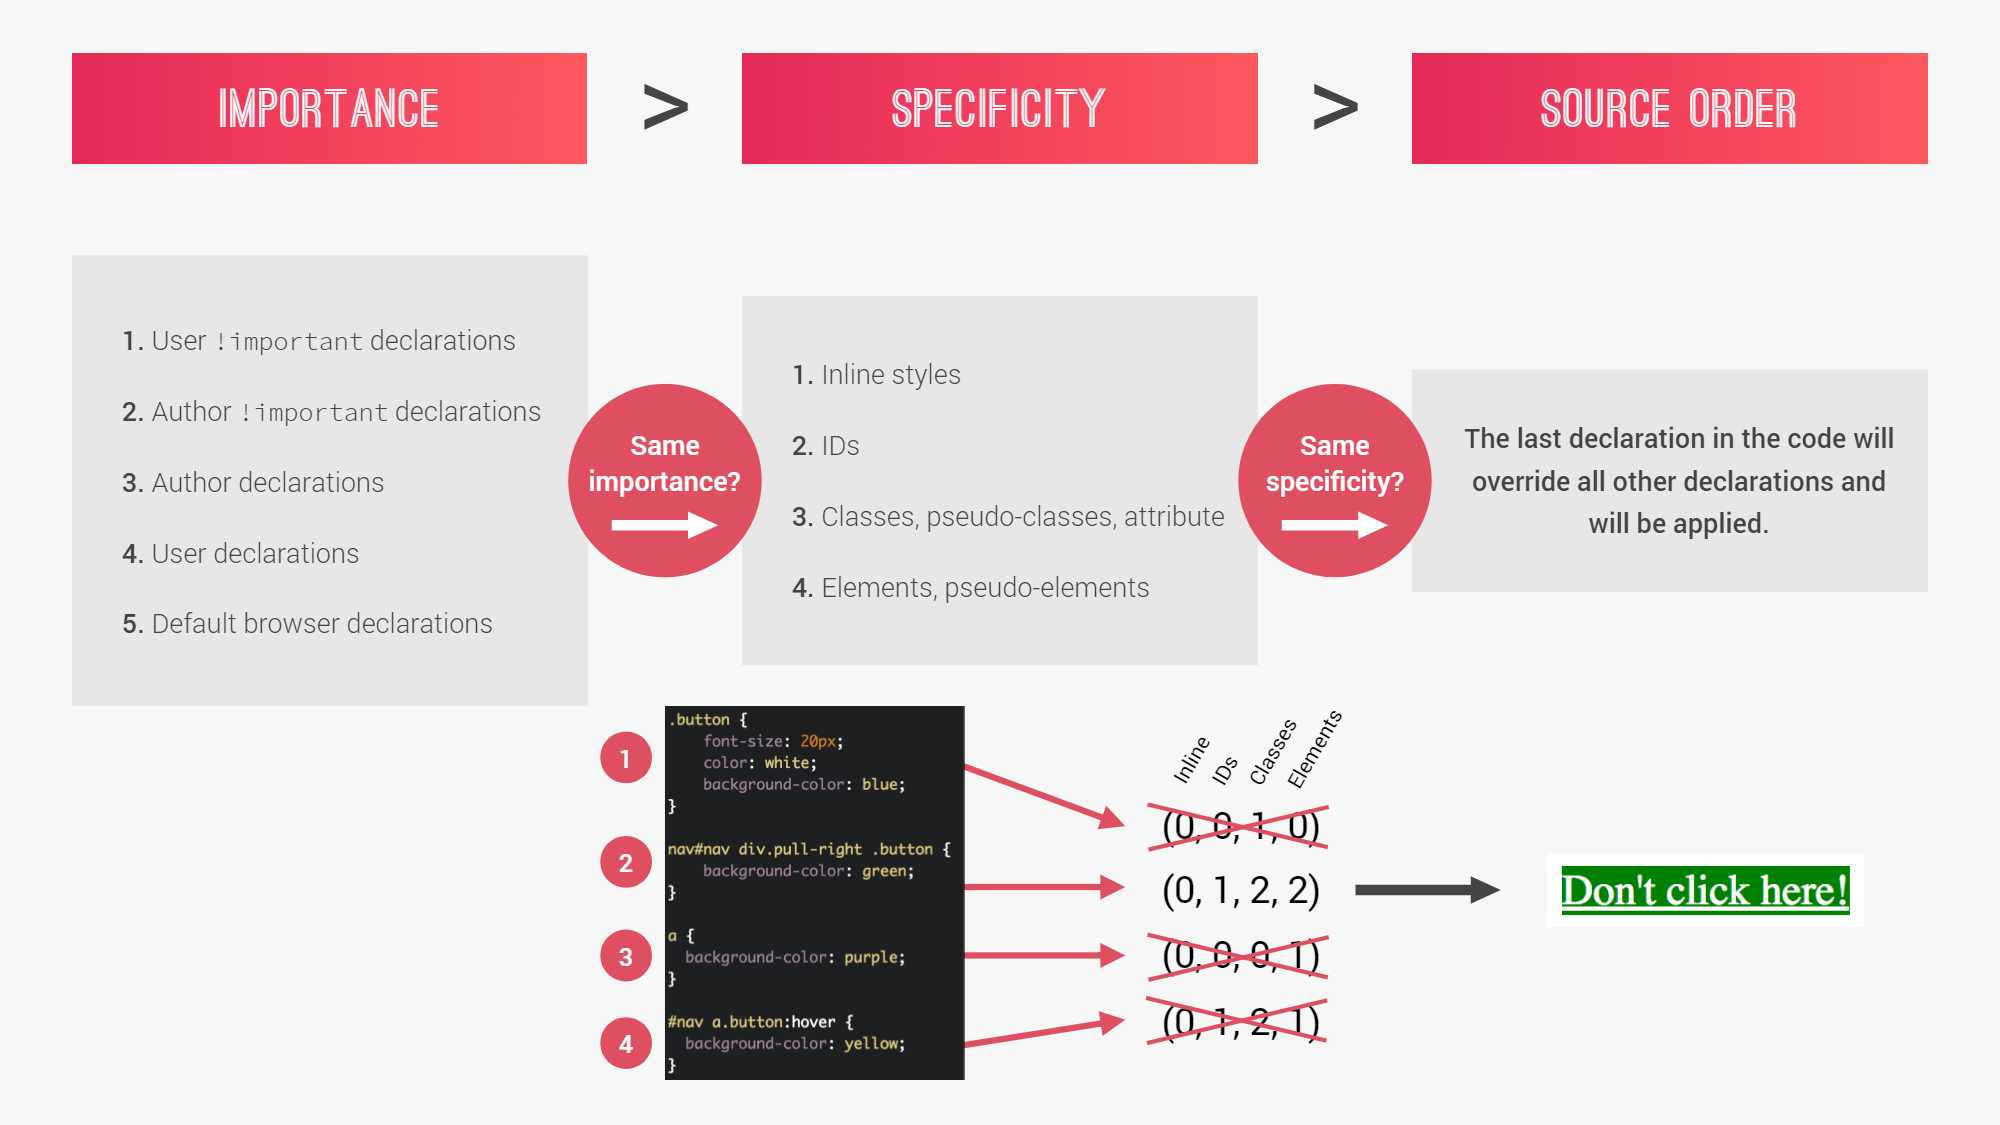 IMPORTANCE > SPECIFICITY > SOURCE ORDER
1. User !important declarations
2. Author !important declarations
3. Author declarations
4. User declarations
5. Default browser declarations
Same
importance?
1. Inline styles
2. IDs
3. Classes, pseudo-classes, attribute
4. Elements, pseudo-elements
Same
specificity?
The last declaration in the code will
override all other declarations and
will be applied.
1
.button {
font-size: 20px;
color: white;
background-color: blue;
}
2
nav#nav div.pull-right .button {
background-color: green;
}
3
a {
background-color: purple;
}
4
#nav a.button:hover {
background-color: yellow;
}
Inline
IDs
Classes
Elements
(0, 0, 1, 0)
(0, 1, 2, 2)
(0, 0, 0, 1)
(0, 1, 2, 1)
Don't click here!